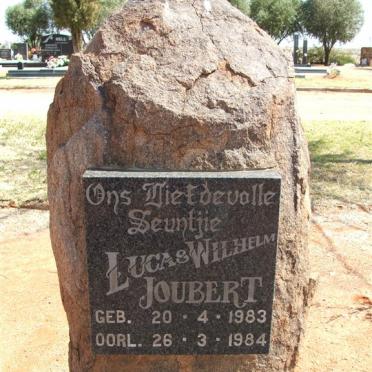 Ons Liefdevolle
Seuntjie
Lucas Wilhelm
Joubert
GEB. 20 · 4 · 1983
OORL. 26 · 3 · 1984